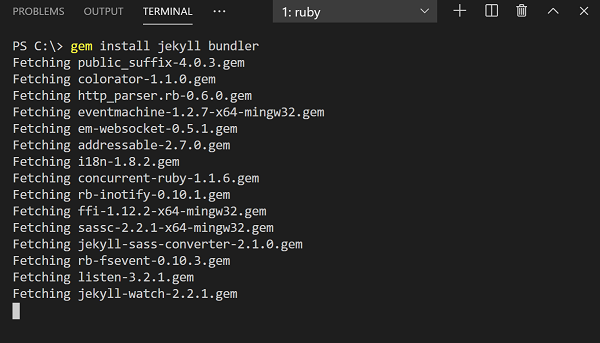 PROBLEMS OUTPUT TERMINAL ··· 1: ruby
PS C:\> gem install jekyll bundler
Fetching public_suffix-4.0.3.gem
Fetching colorator-1.1.0.gem
Fetching http_parser.rb-0.6.0.gem
Fetching eventmachine-1.2.7-x64-mingw32.gem
Fetching em-websocket-0.5.1.gem
Fetching addressable-2.7.0.gem
Fetching i18n-1.8.2.gem
Fetching concurrent-ruby-1.1.6.gem
Fetching rb-inotify-0.10.1.gem
Fetching ffi-1.12.2-x64-mingw32.gem
Fetching sassc-2.2.1-x64-mingw32.gem
Fetching jekyll-sass-converter-2.1.0.gem
Fetching rb-fsevent-0.10.3.gem
Fetching listen-3.2.1.gem
Fetching jekyll-watch-2.2.1.gem